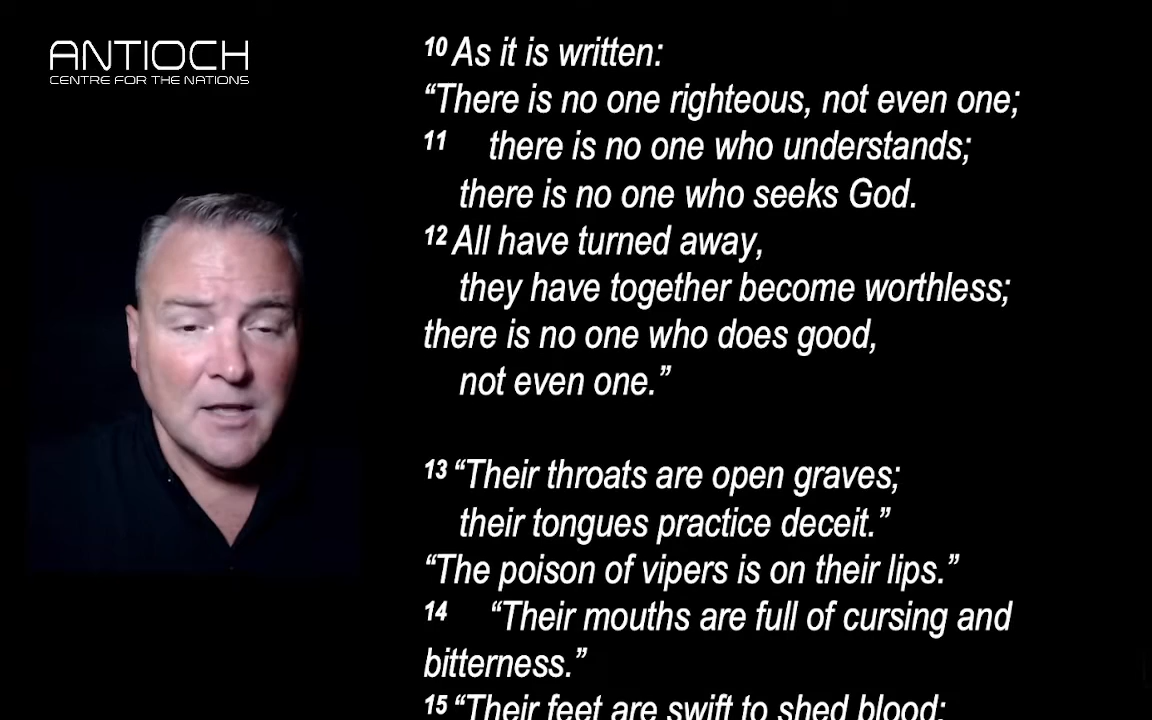 ANTIOCH
CENTRE FOR THE NATIONS
10 As it is written:
“There is no one righteous, not even one;
11 there is no one who understands;
there is no one who seeks God.
12 All have turned away,
they have together become worthless;
there is no one who does good,
not even one.”
13 “Their throats are open graves;
their tongues practice deceit.”
“The poison of vipers is on their lips.”
14 “Their mouths are full of cursing and
bitterness.”
15 “Their feet are swift to shed blood;